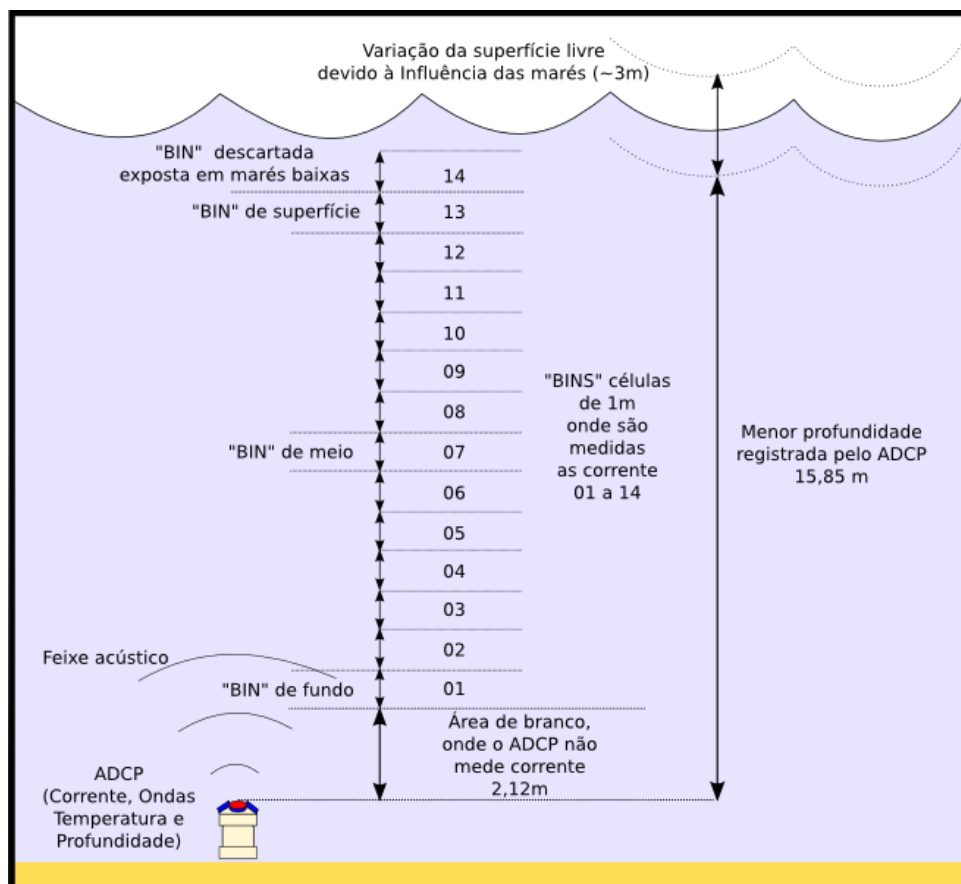 Variação da superfície livre
devido à Influência das marés (~3m)
"BIN" descartada
exposta em marés baixas
14
"BIN" de superfície
13
12
11
10
09
"BINS" células
de 1m
onde são
medidas
as corrente
01 a 14
08
Menor profundidade
registrada pelo ADCP
15,85 m
"BIN" de meio
07
06
05
04
03
02
Feixe acústico
"BIN" de fundo
01
Área de branco,
onde o ADCP não
mede corrente
2,12m
ADCP
(Corrente, Ondas
Temperatura e
Profundidade)